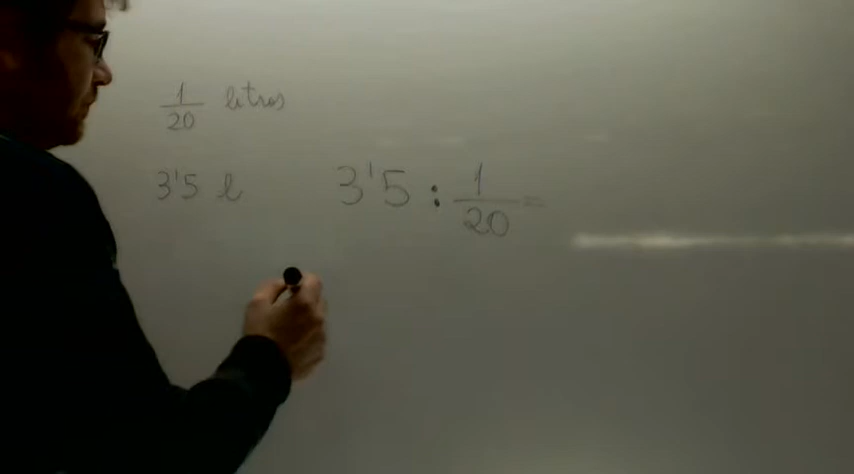 1/20 litros
3'5 l
3'5 : 1/20 =